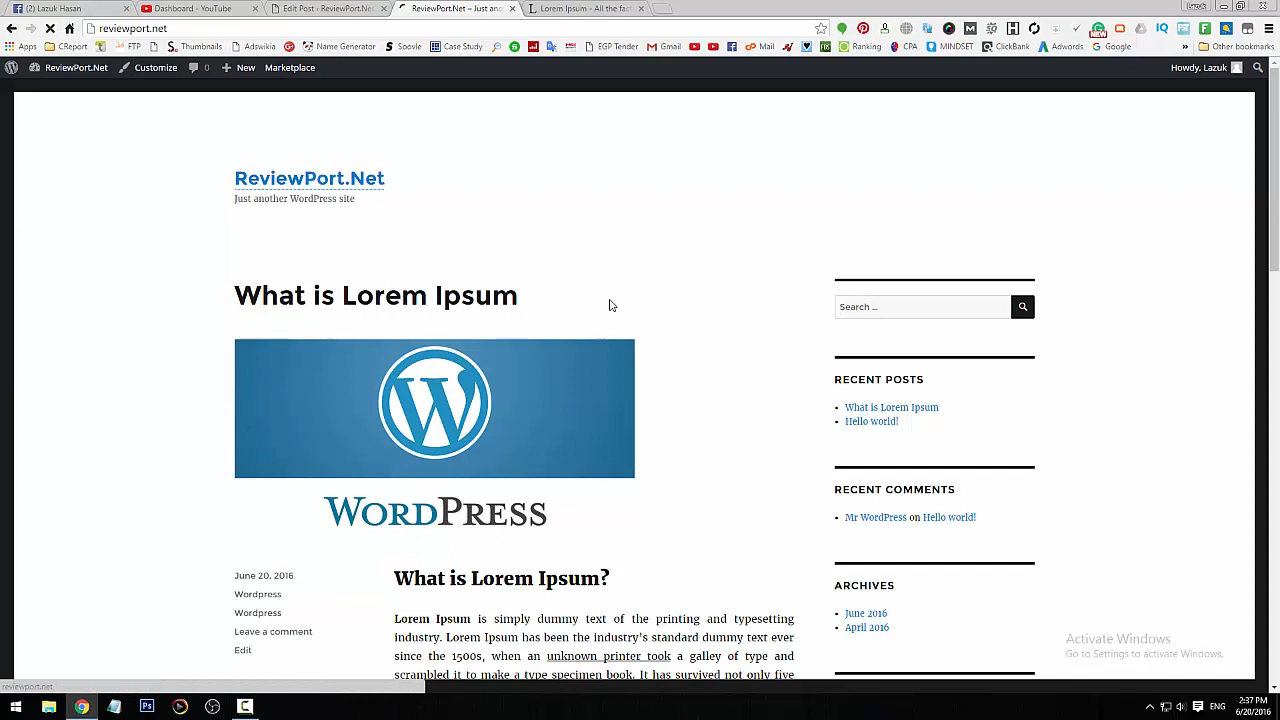 (2) Lazuk Hasan
Dashboard - YouTube
Edit Post ‹ ReviewPort.Ne
ReviewPort.Net – Just ano
Lorem Ipsum - All the fac
reviewport.net
Apps
CReport
T.
Thumbnails
FTP
Adswikia
Name Generator
Scoule
Case Study
EGP Tender
Gmail
cP Mail
Ranking
CPA
MINDSET
ClickBank
Adwords
Google
»
Other bookmarks
ReviewPort.Net
Customize
0
New
Marketplace
Howdy, Lazuk
ReviewPort.Net
Just another WordPress site
What is Lorem Ipsum
Search ...
W
WORDPRESS
RECENT POSTS
What is Lorem Ipsum
Hello world!
RECENT COMMENTS
Mr WordPress on Hello world!
ARCHIVES
June 2016
April 2016
June 20, 2016
Wordpress
Wordpress
Leave a comment
Edit
What is Lorem Ipsum?
Lorem Ipsum is simply dummy text of the printing and typesetting
industry. Lorem Ipsum has been the industry's standard dummy text ever
since the 1500s, when an unknown printer took a galley of type and
scrambled it to make a type specimen book. It has survived not only five
Activate Windows
Go to Settings to activate Windows.
reviewport.net
ENG
2:37 PM
6/20/2016